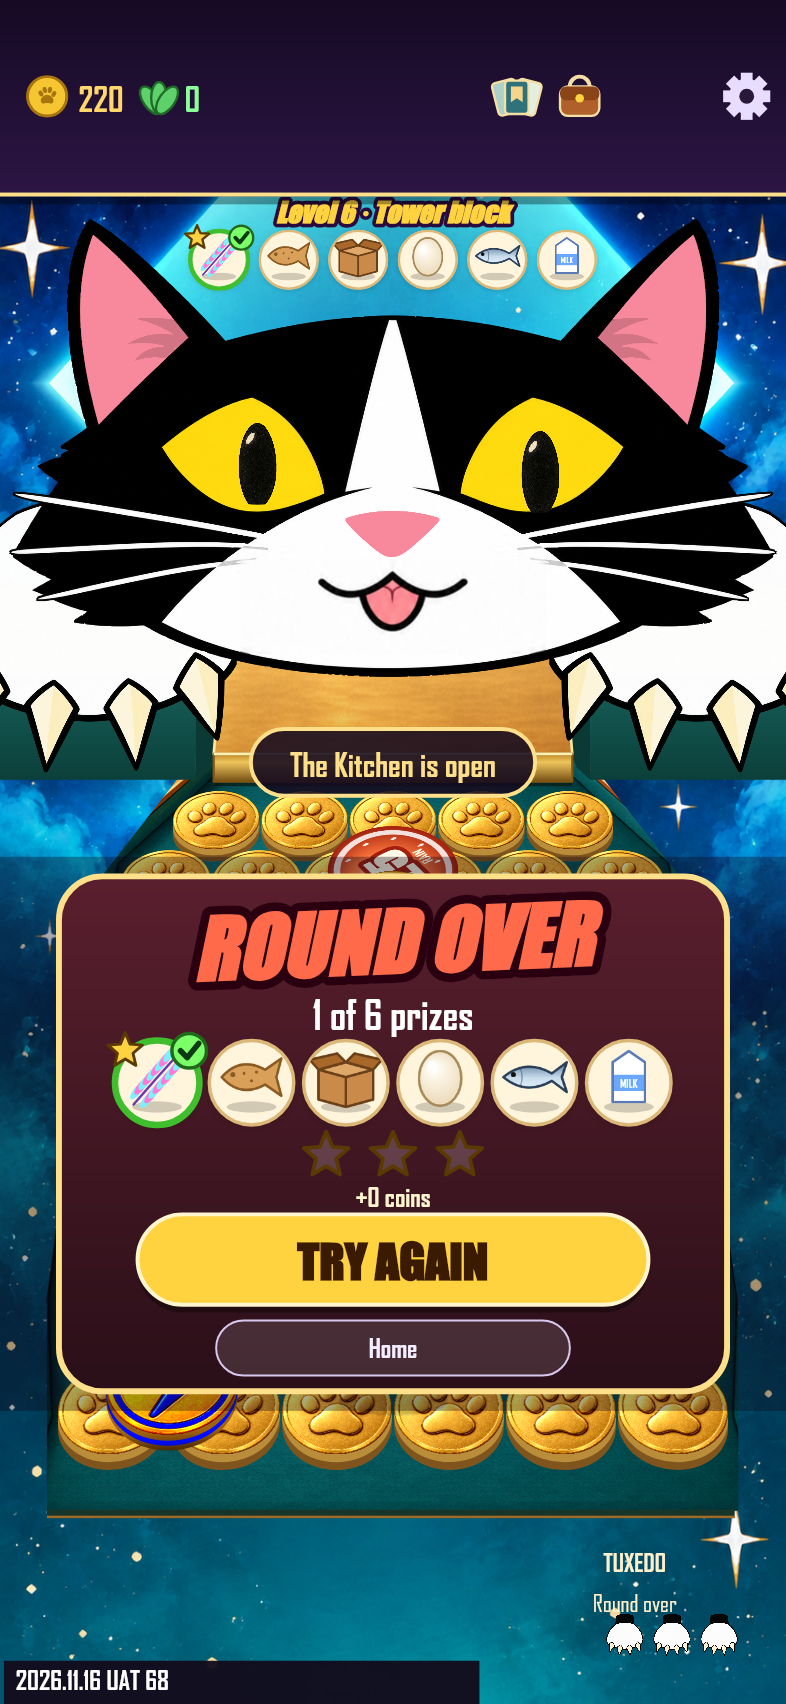 220
0
Level 6 · Tower block
MILK
The Kitchen is open
ROUND OVER
1 of 6 prizes
MILK
+0 coins
TRY AGAIN
Home
TUXEDO
Round over
2026.11.16 UAT 68